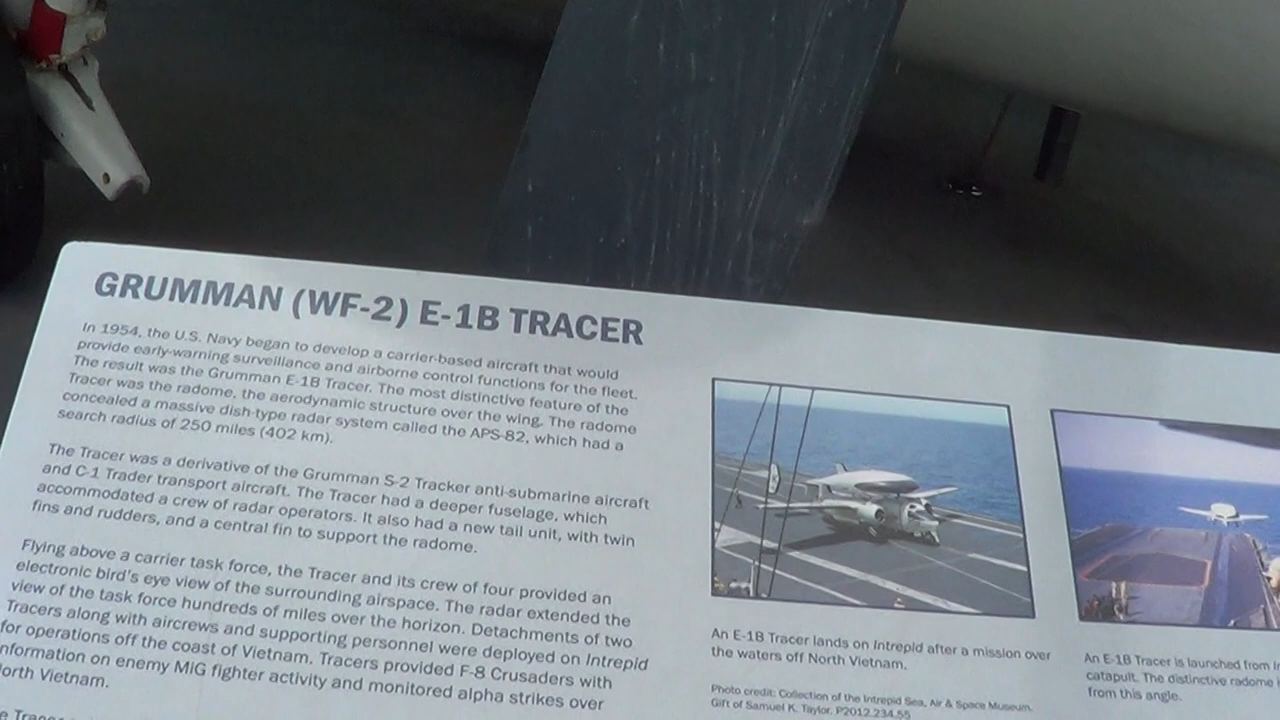 GRUMMAN (WF-2) E-1B TRACER
In 1954, the U.S. Navy began to develop a carrier-based aircraft that would
provide early-warning surveillance and airborne control functions for the fleet.
The result was the Grumman E-1B Tracer. The most distinctive feature of the
Tracer was the radome, the aerodynamic structure over the wing. The radome
concealed a massive dish-type radar system called the APS-82, which had a
search radius of 250 miles (402 km).
The Tracer was a derivative of the Grumman S-2 Tracker anti-submarine aircraft
and C-1 Trader transport aircraft. The Tracer had a deeper fuselage, which
accommodated a crew of radar operators. It also had a new tail unit, with twin
fins and rudders, and a central fin to support the radome.
Flying above a carrier task force, the Tracer and its crew of four provided an
electronic bird's eye view of the surrounding airspace. The radar extended the
view of the task force hundreds of miles over the horizon. Detachments of two
Tracers along with aircrews and supporting personnel were deployed on Intrepid
for operations off the coast of Vietnam. Tracers provided F-8 Crusaders with
nformation on enemy MiG fighter activity and monitored alpha strikes over
orth Vietnam.
An E-1B Tracer lands on Intrepid after a mission over
the waters off North Vietnam.
Photo credit: Collection of the Intrepid Sea, Air & Space Museum.
Gift of Samuel K. Taylor. P2012.234.55
An E-1B Tracer is launched from
catapult. The distinctive radome
from this angle.